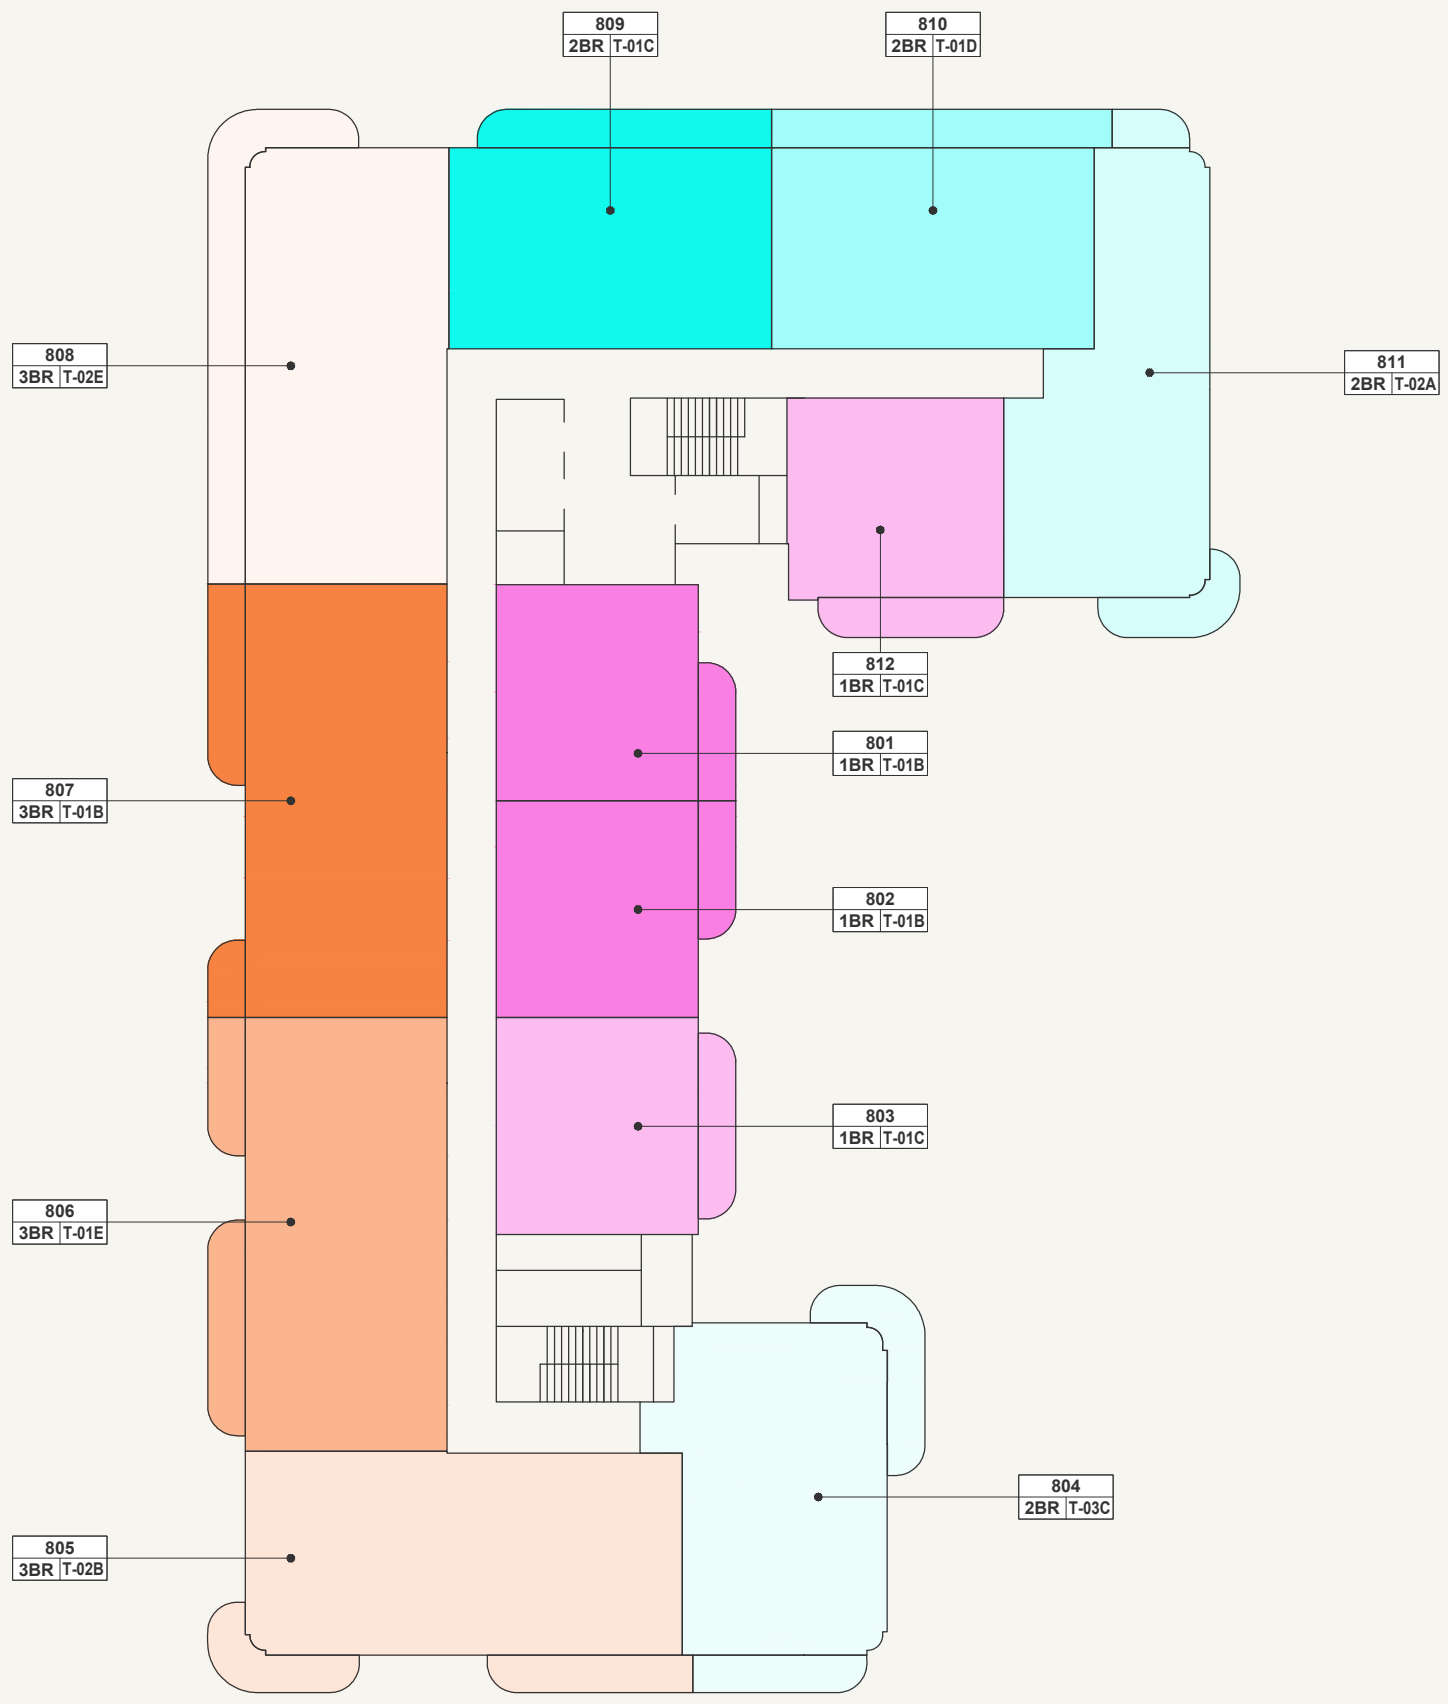 809
2BR T-01C
810
2BR T-01D
808
3BR T-02E
811
2BR T-02A
812
1BR T-01C
801
1BR T-01B
807
3BR T-01B
802
1BR T-01B
803
1BR T-01C
806
3BR T-01E
804
2BR T-03C
805
3BR T-02B